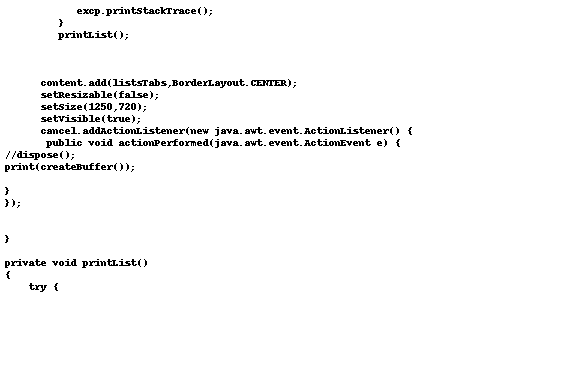 excp.printStackTrace();
}
printList();
content.add(listsTabs,BorderLayout.CENTER);
setResizable(false);
setSize(1250,720);
setVisible(true);
cancel.addActionListener(new java.awt.event.ActionListener() {
public void actionPerformed(java.awt.event.ActionEvent e) {
//dispose();
print(createBuffer());
}
});
}
private void printList()
{
try {